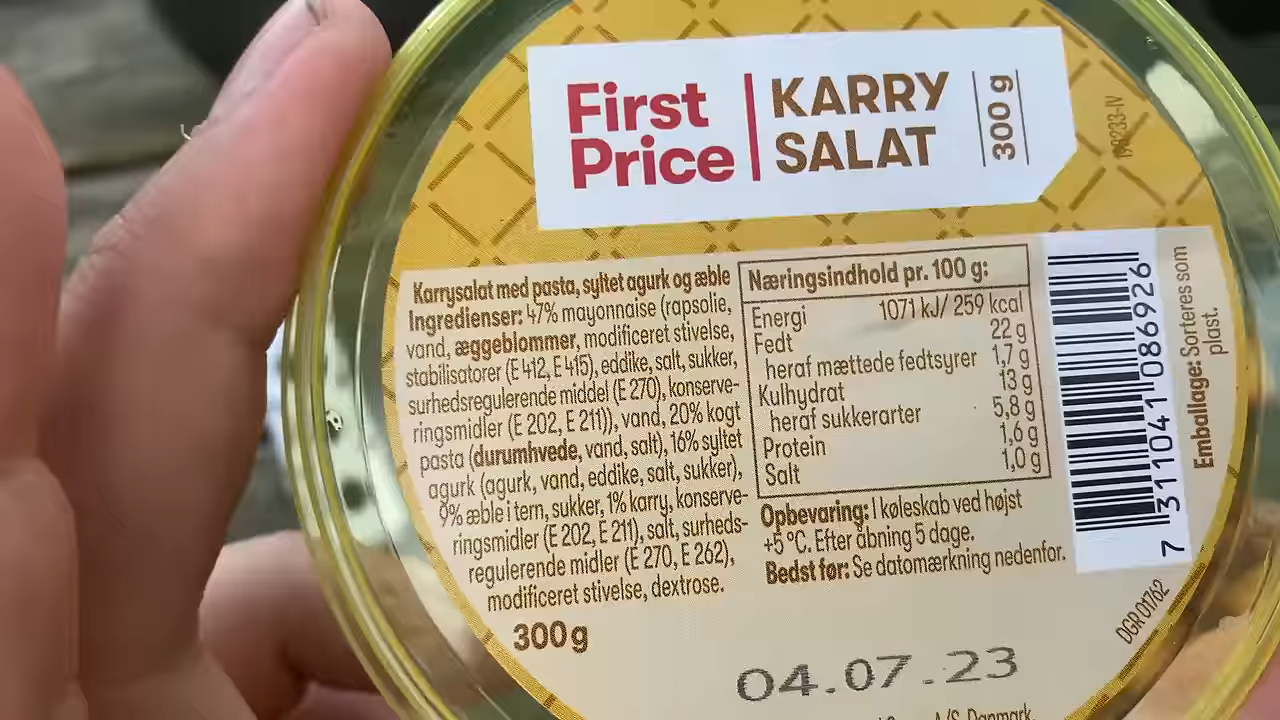 First
Price
KARRY
SALAT
300 g
Karrysalat med pasta, syltet agurk og æble
Ingredienser: 47% mayonnaise (rapsolie,
vand, æggeblommer, modificeret stivelse,
stabilisatorer (E 412, E 415), eddike, salt, sukker,
surhedsregulerende middel (E 270), konserve-
ringsmidler (E 202, E 211)), vand, 20% kogt
pasta (durumhvede, vand, salt), 16% syltet
agurk (agurk, vand, eddike, salt, sukker),
9% æble i tern, sukker, 1% karry, konserve-
ringsmidler (E 202, E 211), salt, surheds-
regulerende midler (E 270, E 262),
modificeret stivelse, dextrose.
300g
Næringsindhold pr. 100 g:
Energi 1071 kJ/ 259 kcal
Fedt 22 g
heraf mættede fedtsyrer 1,7 g
Kulhydrat 13 g
heraf sukkerarter 5,8 g
Protein 1,6 g
Salt 1,0 g
Opbevaring: I køleskab ved højst
+5 °C. Efter åbning 5 dage.
Bedst før: Se datomærkning nedenfor.
7 311041 086926
Emballage: Sorteres som
plast.
DGR01762
04.07.23
A/S, Danmark.